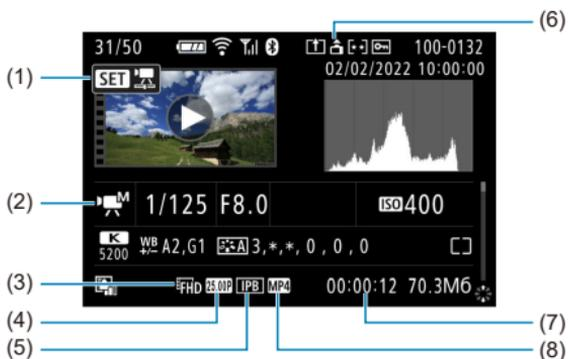 (6)
31/50 100-0132
(1) SET 02/02/2022 10:00:00
(2) M 1/125 F8.0 ISO 400
K 5200 WB +/- A2,G1 A 3,*,*, 0 , 0 , 0
(3) FHD 25.00P IPB MP4 00:00:12 70.3Мб
(4) (7)
(5) (8)